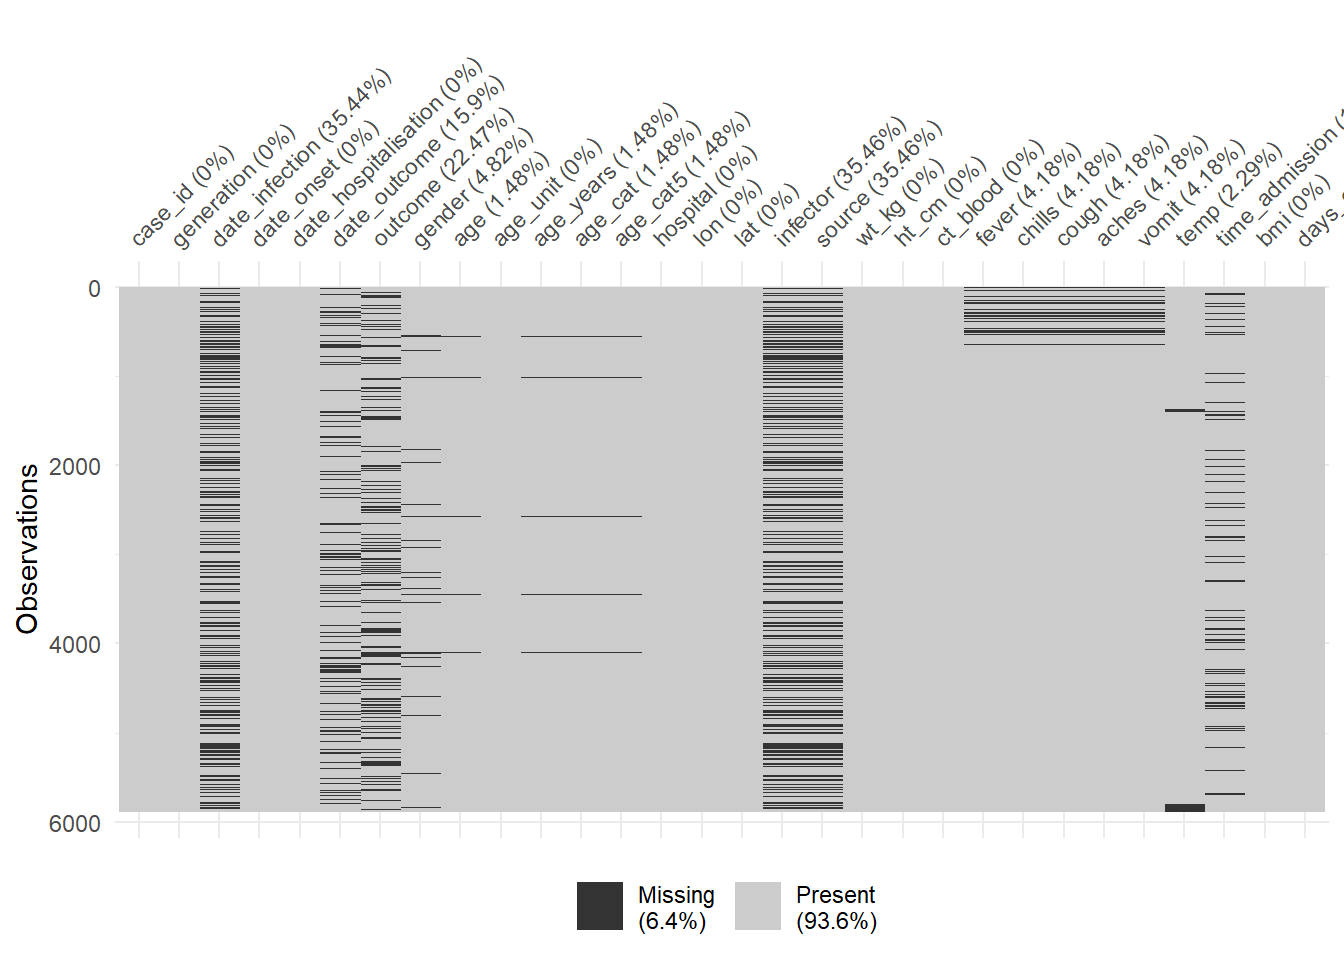 case_id (0%)
generation (0%)
date_infection (35.44%)
date_onset (0%)
date_hospitalisation (0%)
date_outcome (15.9%)
outcome (22.47%)
gender (4.82%)
age (1.48%)
age_unit (0%)
age_years (1.48%)
age_cat (1.48%)
age_cat5 (1.48%)
hospital (0%)
lon (0%)
lat (0%)
infector (35.46%)
source (35.46%)
wt_kg (0%)
ht_cm (0%)
ct_blood (0%)
fever (4.18%)
chills (4.18%)
cough (4.18%)
aches (4.18%)
vomit (4.18%)
temp (2.29%)
time_admission
bmi (0%)
days
0
2000
4000
6000
Observations
Missing
(6.4%)
Present
(93.6%)